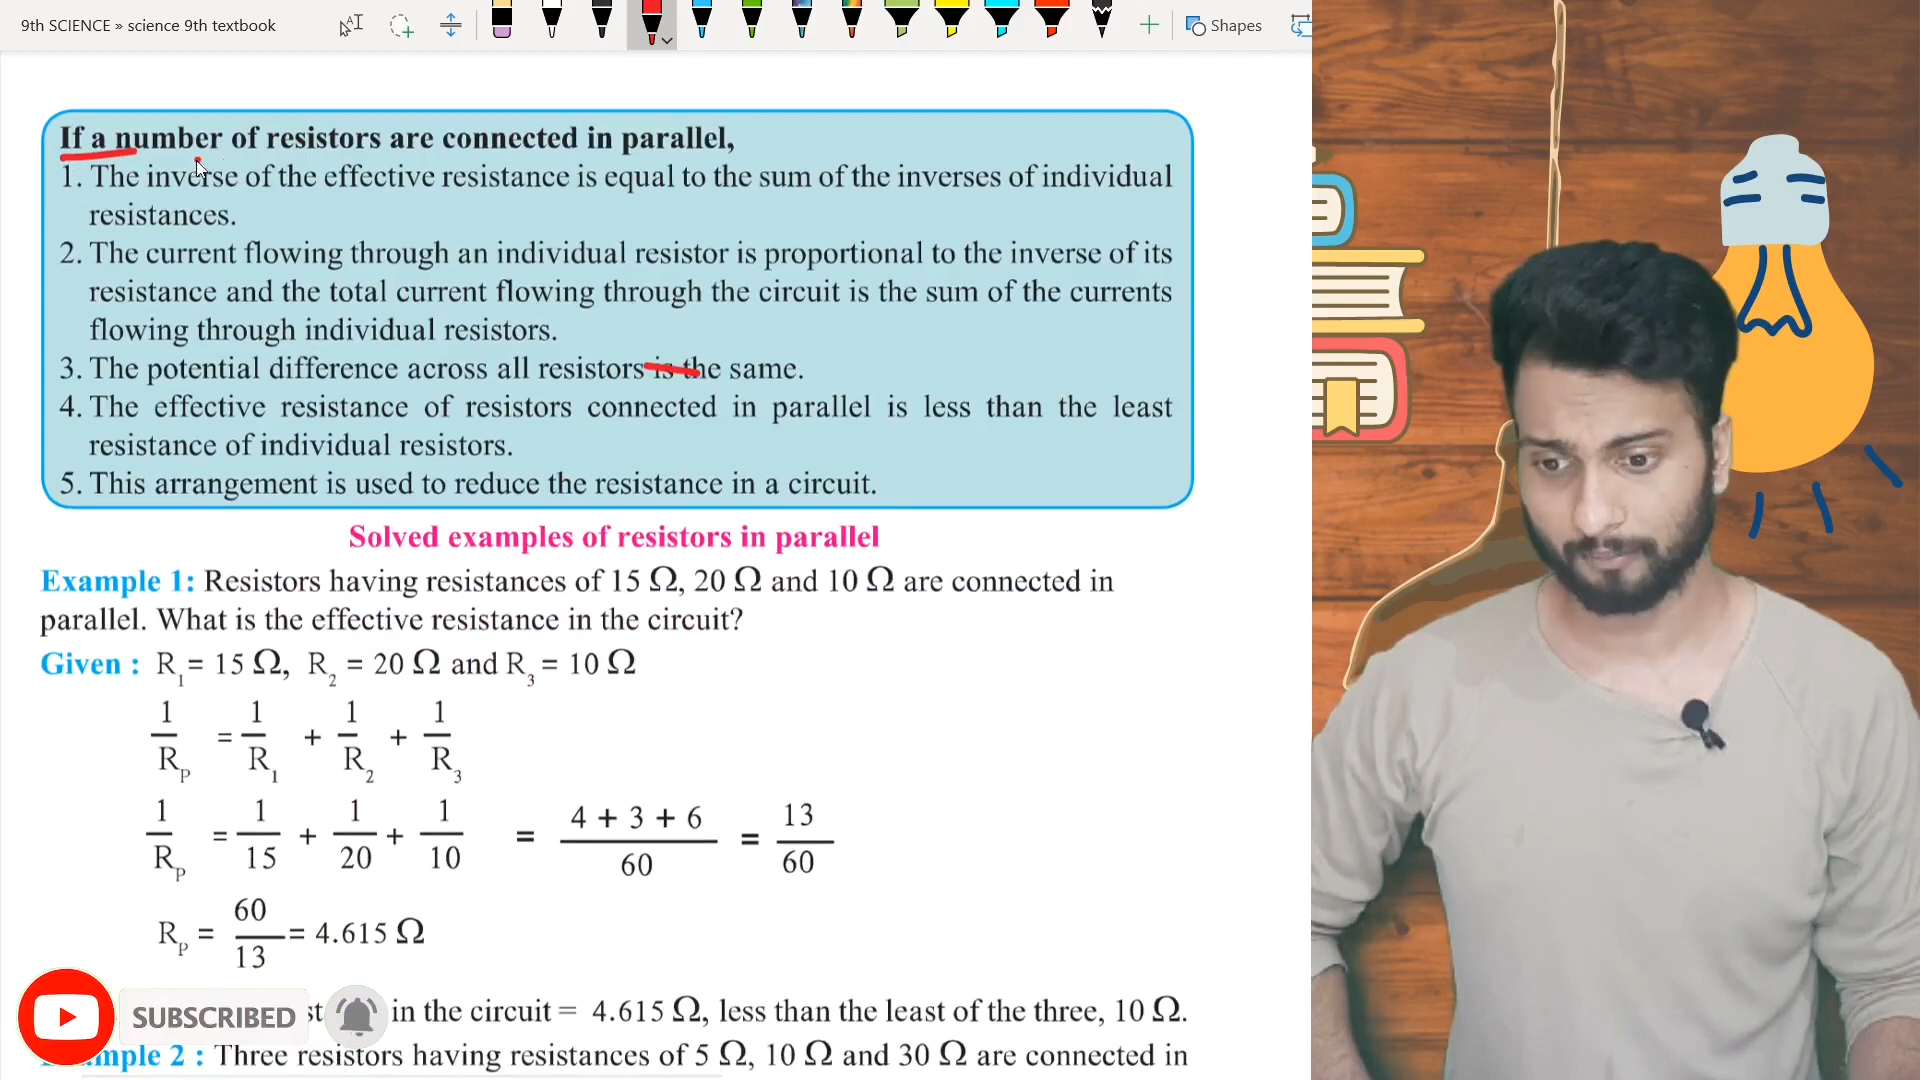 9th SCIENCE » science 9th textbook
Shapes
If a number of resistors are connected in parallel,
1. The inverse of the effective resistance is equal to the sum of the inverses of individual
resistances.
2. The current flowing through an individual resistor is proportional to the inverse of its
resistance and the total current flowing through the circuit is the sum of the currents
flowing through individual resistors.
3. The potential difference across all resistors is the same.
4. The effective resistance of resistors connected in parallel is less than the least
resistance of individual resistors.
5. This arrangement is used to reduce the resistance in a circuit.
Solved examples of resistors in parallel
Example 1: Resistors having resistances of 15 Ω, 20 Ω and 10 Ω are connected in
parallel. What is the effective resistance in the circuit?
Given : R₁ = 15 Ω, R₂ = 20 Ω and R₃ = 10 Ω
1/Rₚ = 1/R₁ + 1/R₂ + 1/R₃
1/Rₚ = 1/15 + 1/20 + 1/10 = 4 + 3 + 6/60 = 13/60
Rₚ = 60/13 = 4.615 Ω
in the circuit = 4.615 Ω, less than the least of the three, 10 Ω.
SUBSCRIBED
mple 2 : Three resistors having resistances of 5 Ω, 10 Ω and 30 Ω are connected in